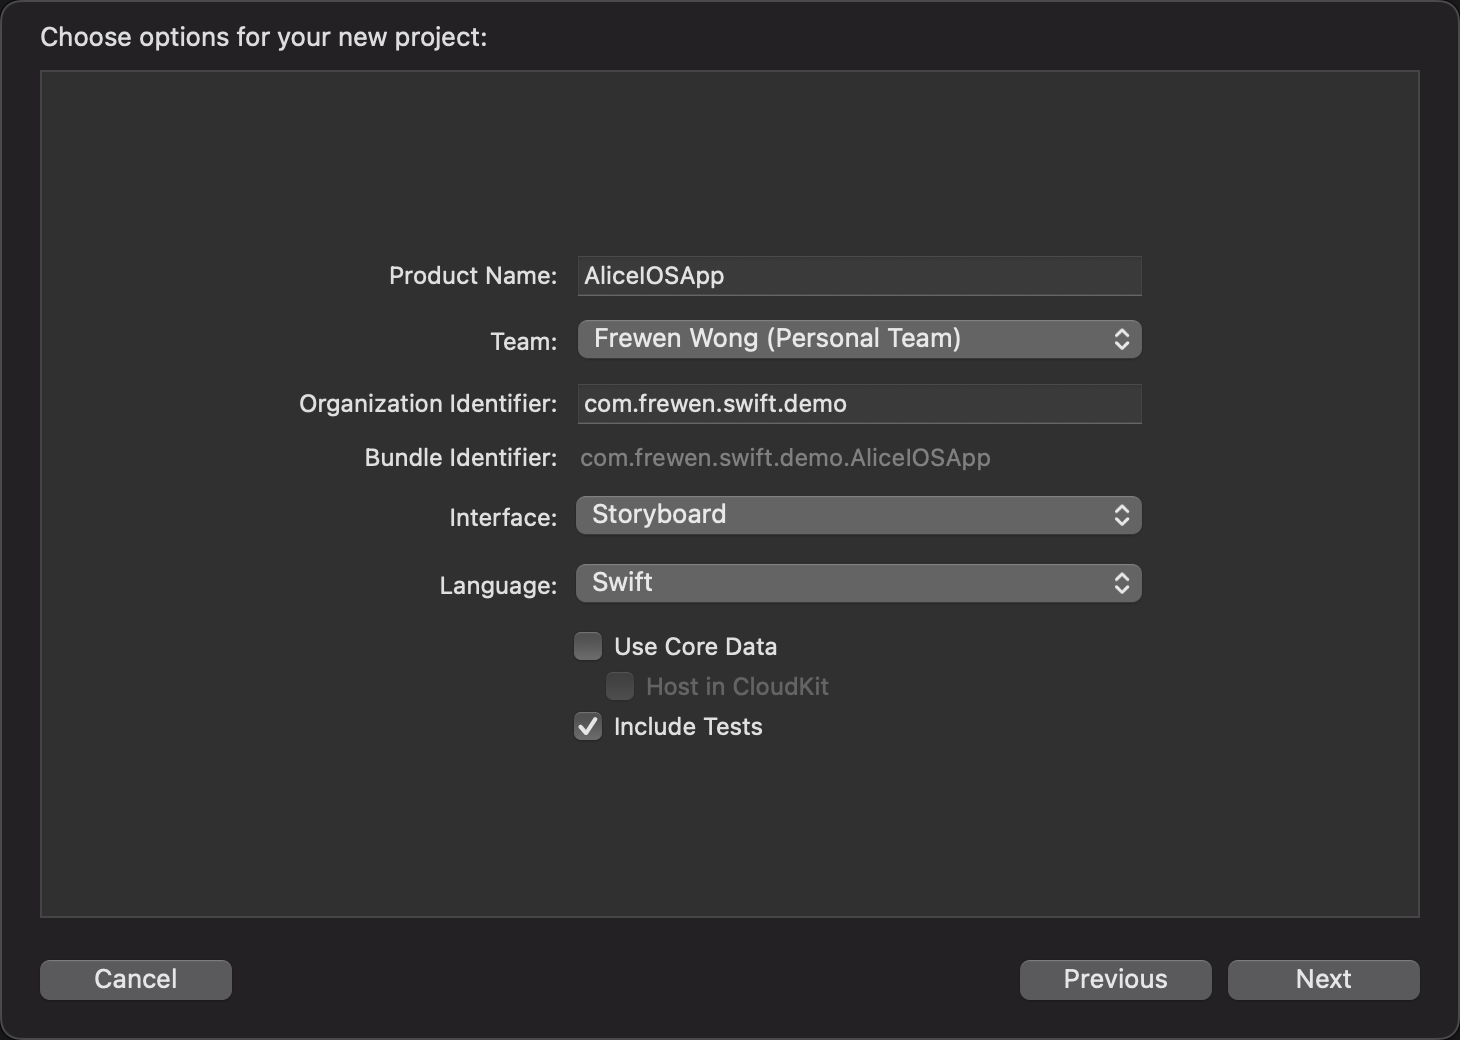 Choose options for your new project:
Product Name: AliceIOSApp
Team: Frewen Wong (Personal Team)
Organization Identifier: com.frewen.swift.demo
Bundle Identifier: com.frewen.swift.demo.AliceIOSApp
Interface: Storyboard
Language: Swift
Use Core Data
Host in CloudKit
Include Tests
Cancel Previous Next